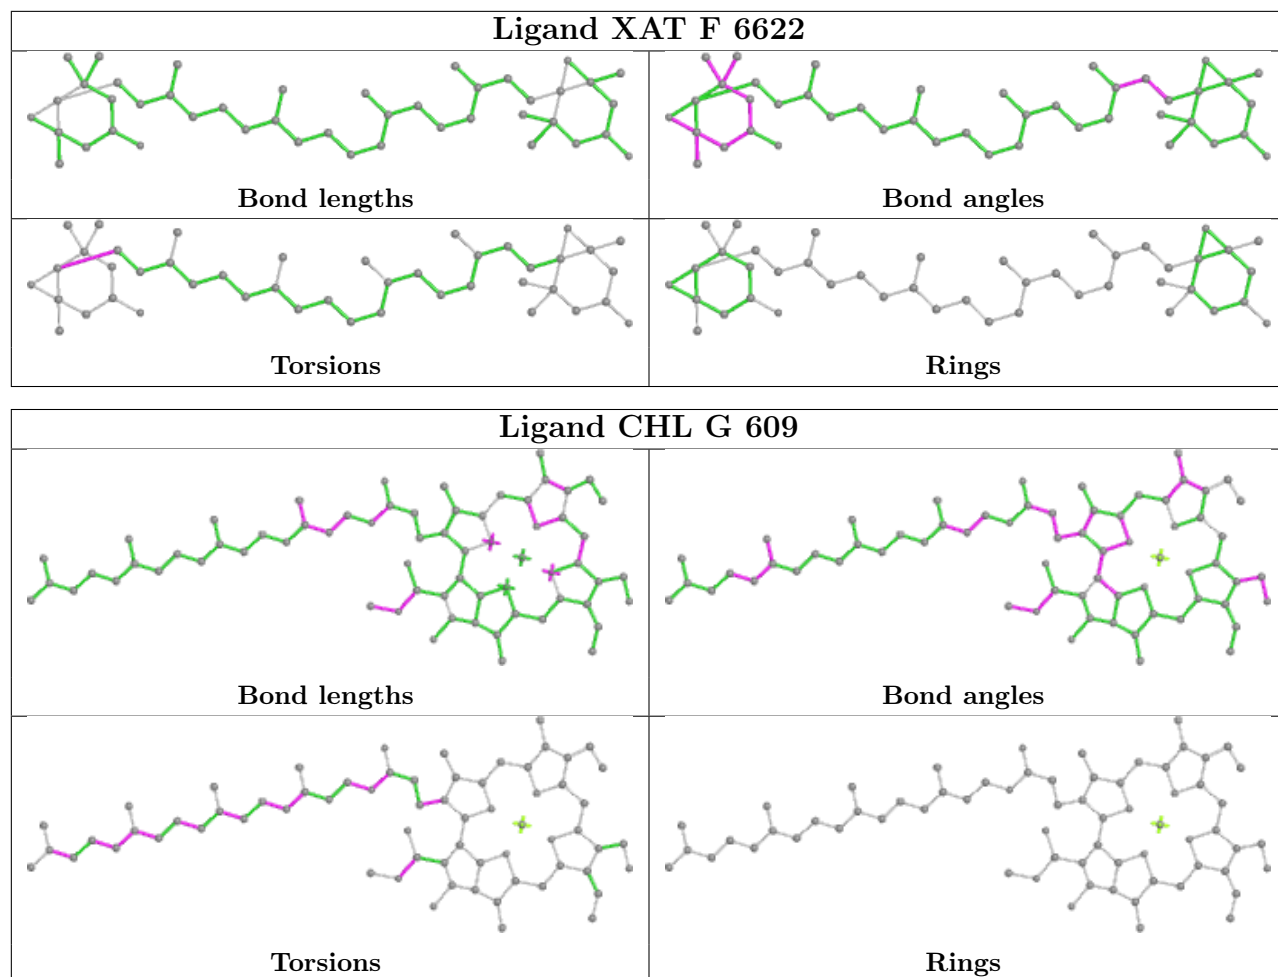 Ligand XAT F 6622
Bond lengths
Bond angles
Torsions
Rings
Ligand CHL G 609
Bond lengths
Bond angles
Torsions
Rings